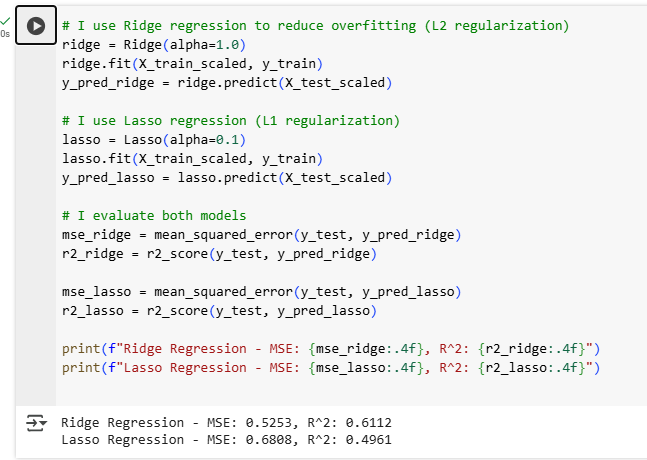 # I use Ridge regression to reduce overfitting (L2 regularization)
ridge = Ridge(alpha=1.0)
ridge.fit(X_train_scaled, y_train)
y_pred_ridge = ridge.predict(X_test_scaled)

# I use Lasso regression (L1 regularization)
lasso = Lasso(alpha=0.1)
lasso.fit(X_train_scaled, y_train)
y_pred_lasso = lasso.predict(X_test_scaled)

# I evaluate both models
mse_ridge = mean_squared_error(y_test, y_pred_ridge)
r2_ridge = r2_score(y_test, y_pred_ridge)

mse_lasso = mean_squared_error(y_test, y_pred_lasso)
r2_lasso = r2_score(y_test, y_pred_lasso)

print(f"Ridge Regression - MSE: {mse_ridge:.4f}, R^2: {r2_ridge:.4f}")
print(f"Lasso Regression - MSE: {mse_lasso:.4f}, R^2: {r2_lasso:.4f}")
0s
Ridge Regression - MSE: 0.5253, R^2: 0.6112
Lasso Regression - MSE: 0.6808, R^2: 0.4961